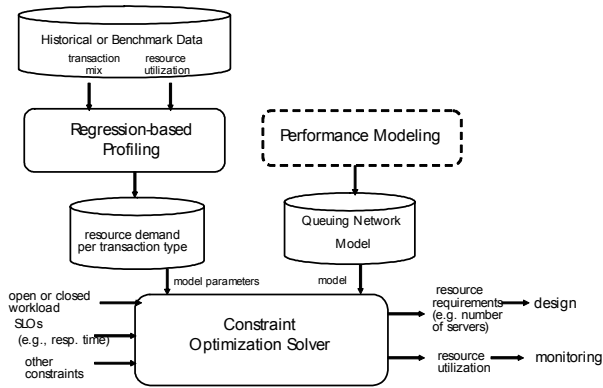 Historical or Benchmark Data
transaction
mix
resource
utilization
Regression-based
Profiling
Performance Modeling
resource demand
per transaction type
Queuing Network
Model
model parameters
model
open or closed
workload
SLOs
(e.g., resp. time)
other
constraints
Constraint
Optimization Solver
resource
requirements
(e.g. number
of servers)
design
resource
utilization
monitoring